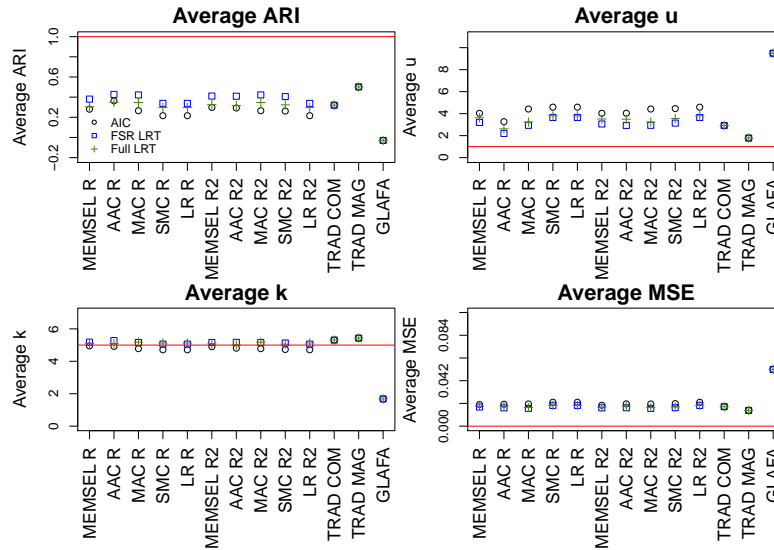 Average ARI
Average ARI
1.0
0.6
0.2
−0.2
AIC
FSR LRT
Full LRT
MEMSEL R
AAC R
MAC R
SMC R
LR R
MEMSEL R2
AAC R2
MAC R2
SMC R2
LR R2
TRAD COM
TRAD MAG
GLAFA
Average u
Average u
8
6
4
2
0
MEMSEL R
AAC R
MAC R
SMC R
LR R
MEMSEL R2
AAC R2
MAC R2
SMC R2
LR R2
TRAD COM
TRAD MAG
GLAFA
Average k
Average k
6
4
2
0
MEMSEL R
AAC R
MAC R
SMC R
LR R
MEMSEL R2
AAC R2
MAC R2
SMC R2
LR R2
TRAD COM
TRAD MAG
GLAFA
Average MSE
Average MSE
0.084
0.042
0.000
MEMSEL R
AAC R
MAC R
SMC R
LR R
MEMSEL R2
AAC R2
MAC R2
SMC R2
LR R2
TRAD COM
TRAD MAG
GLAFA